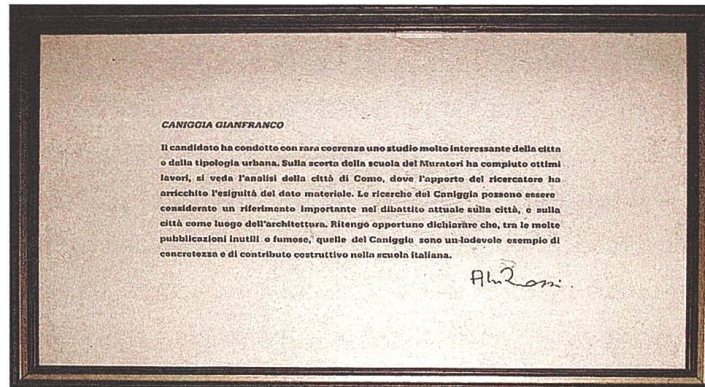 CANIGGIA GIANFRANCO
Il candidato ha condotto con rara coerenza uno studio molto interessante della citta
e della tipologia urbana. Sulla scorta della scuola del Muratori ha compiuto ottimi
lavori, si veda l'analisi della città di Como, dove l'apporto del ricercatore ha
arricchito l'esiguità del dato materiale. Le ricerche del Caniggia possono essere
considerate un riferimento importante nel dibattito attuale sulla città, e sulla
città come luogo dell'architettura. Ritengo opportuno dichiarare che, tra le molte
pubblicazioni inutili e fumose, quelle del Caniggia sono un lodevole esempio di
concretezza e di contributo costruttivo nella scuola italiana.
Aldo Rossi.